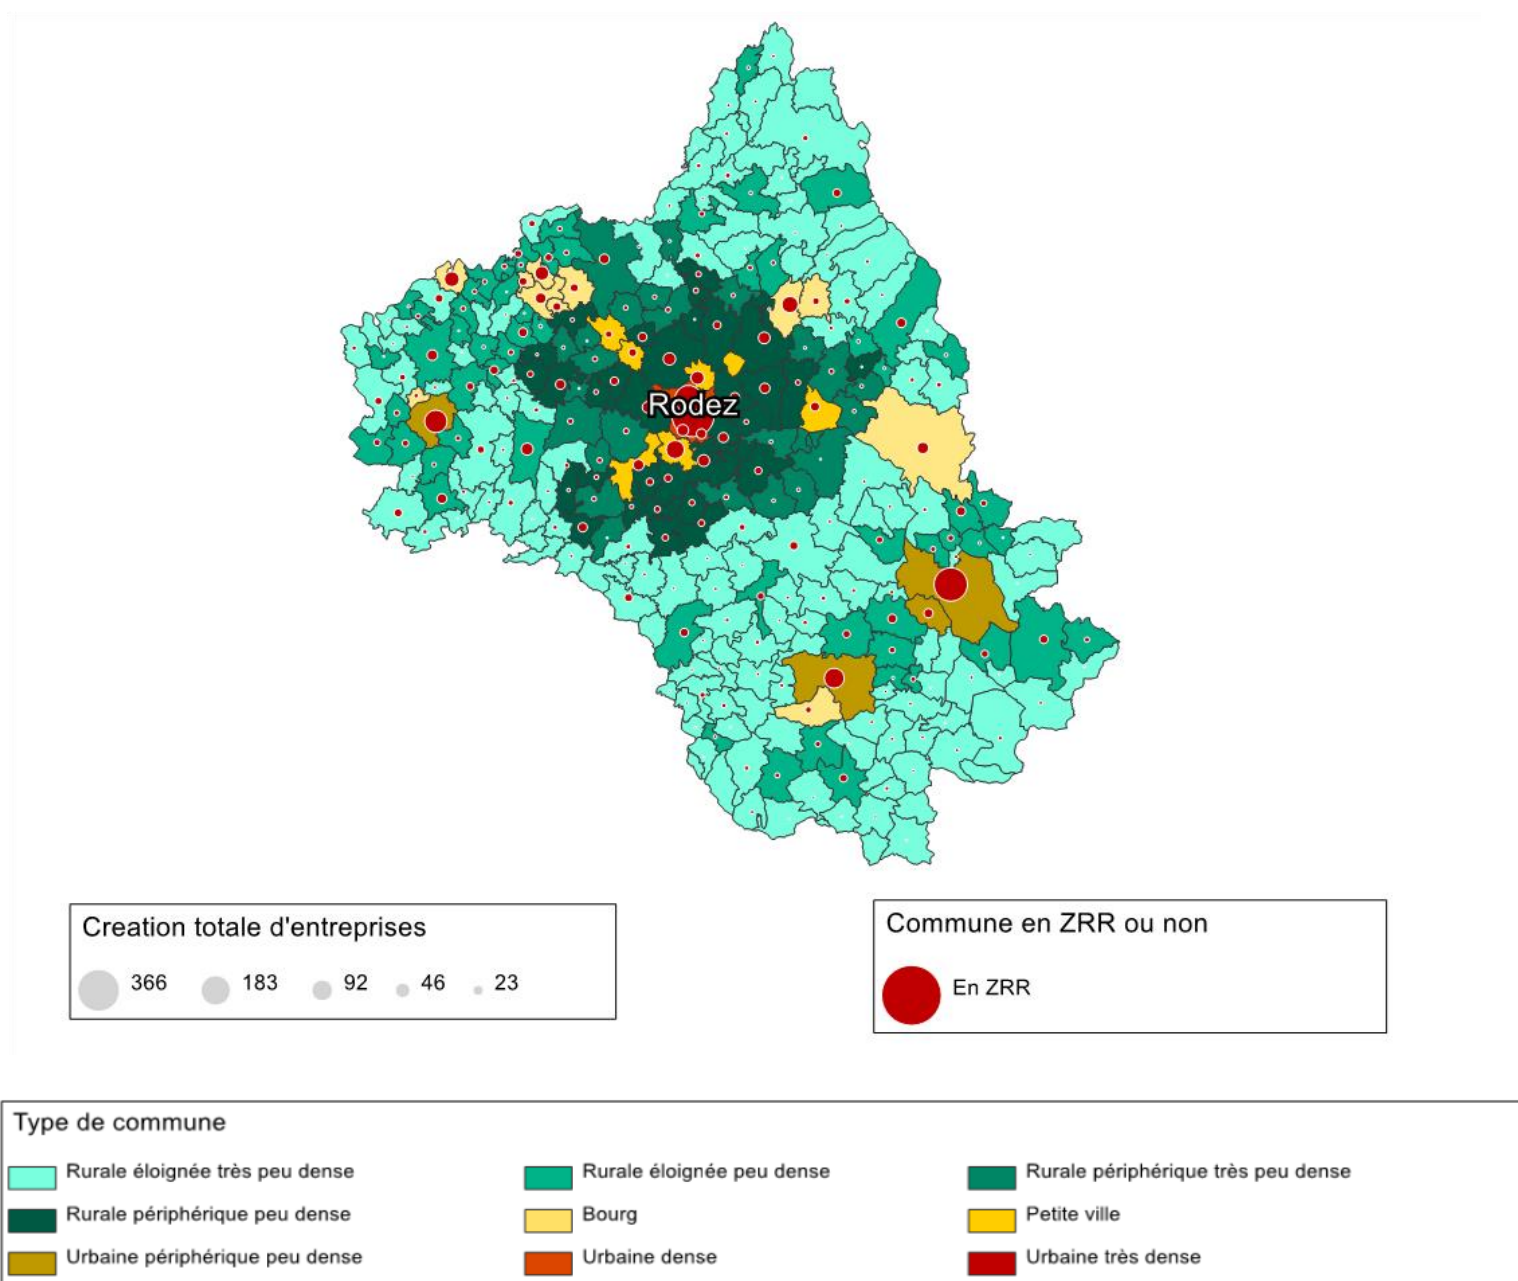 Rodez
Creation totale d'entreprises
366 183 92 46 23
Commune en ZRR ou non
En ZRR
Type de commune
Rurale éloignée très peu dense Rurale éloignée peu dense Rurale périphérique très peu dense
Rurale périphérique peu dense Bourg Petite ville
Urbaine périphérique peu dense Urbaine dense Urbaine très dense